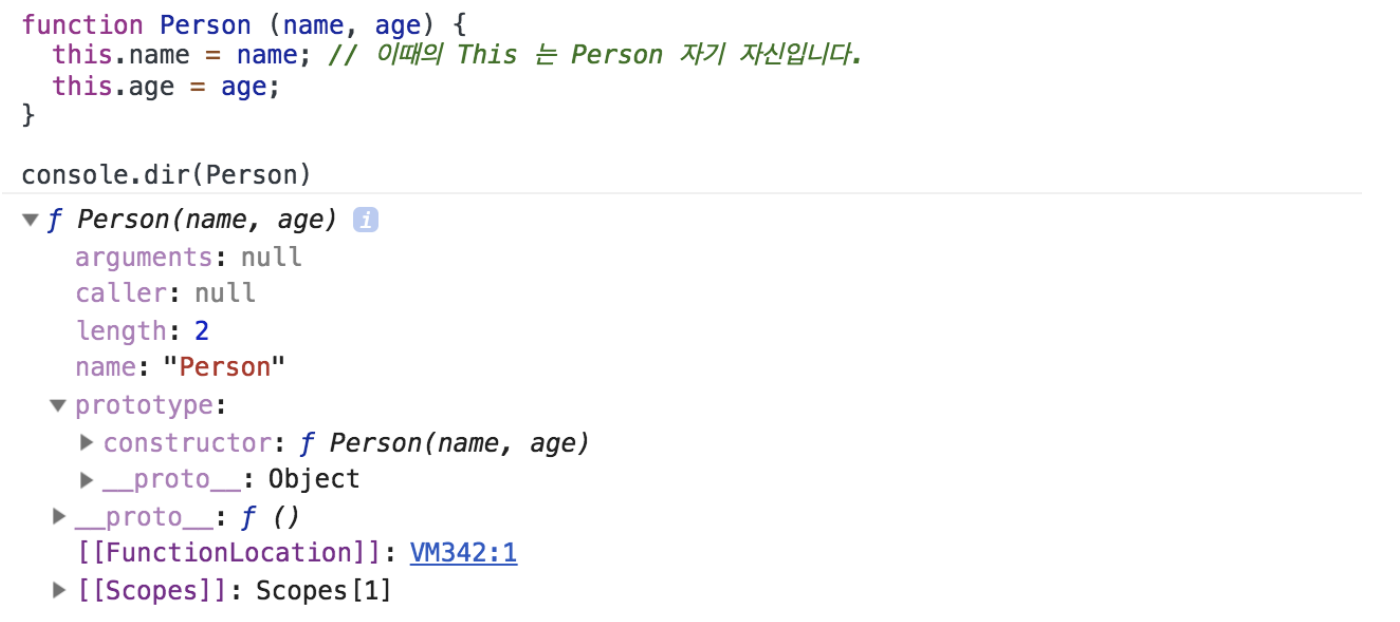 function Person (name, age) {
this.name = name; // 이때의 This 는 Person 자기 자신입니다.
this.age = age;
}
console.dir(Person)
▼ƒ Person(name, age) i
arguments: null
caller: null
length: 2
name: "Person"
▼prototype:
▶constructor: ƒ Person(name, age)
▶__proto__: Object
▶__proto__: ƒ ()
[[FunctionLocation]]: VM342:1
▶[[Scopes]]: Scopes[1]